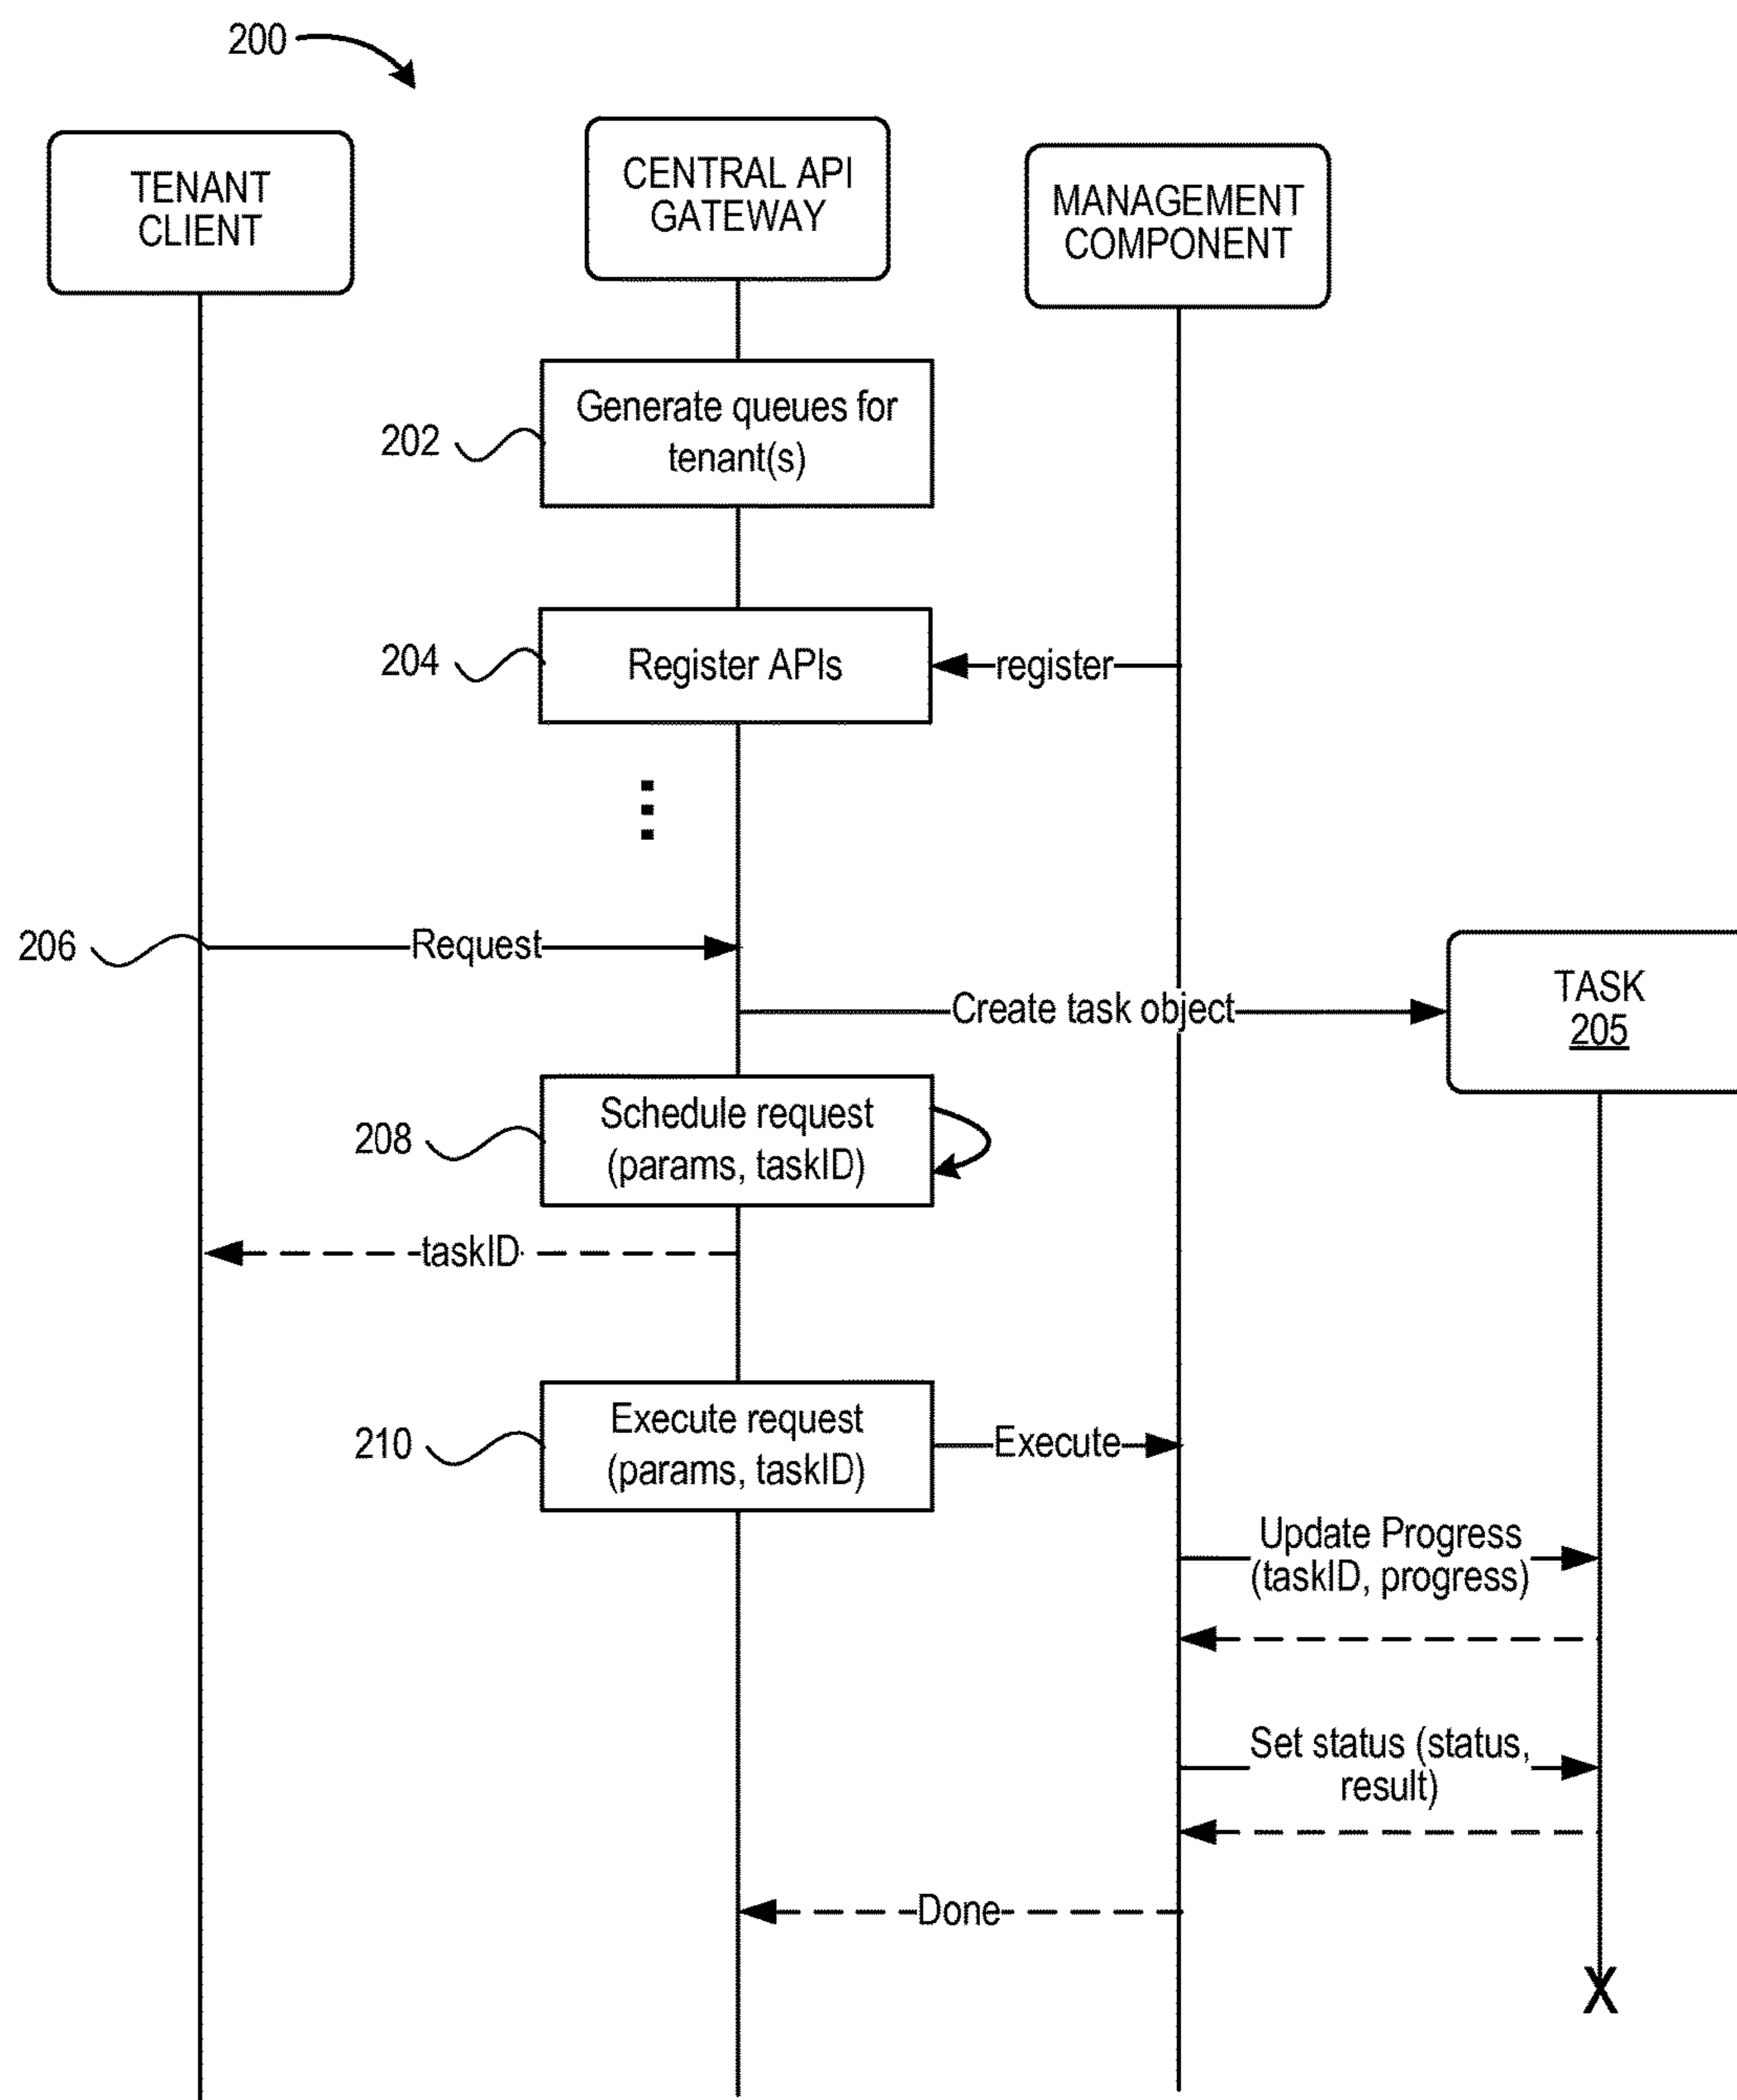 200
TENANT
CLIENT
CENTRAL API
GATEWAY
MANAGEMENT
COMPONENT
202
Generate queues for
tenant(s)
204
Register APIs
register
206
Request
Create task object
TASK
205
208
Schedule request
(params, taskID)
taskID
210
Execute request
(params, taskID)
Execute
Update Progress
(taskID, progress)
Set status (status,
result)
Done
X